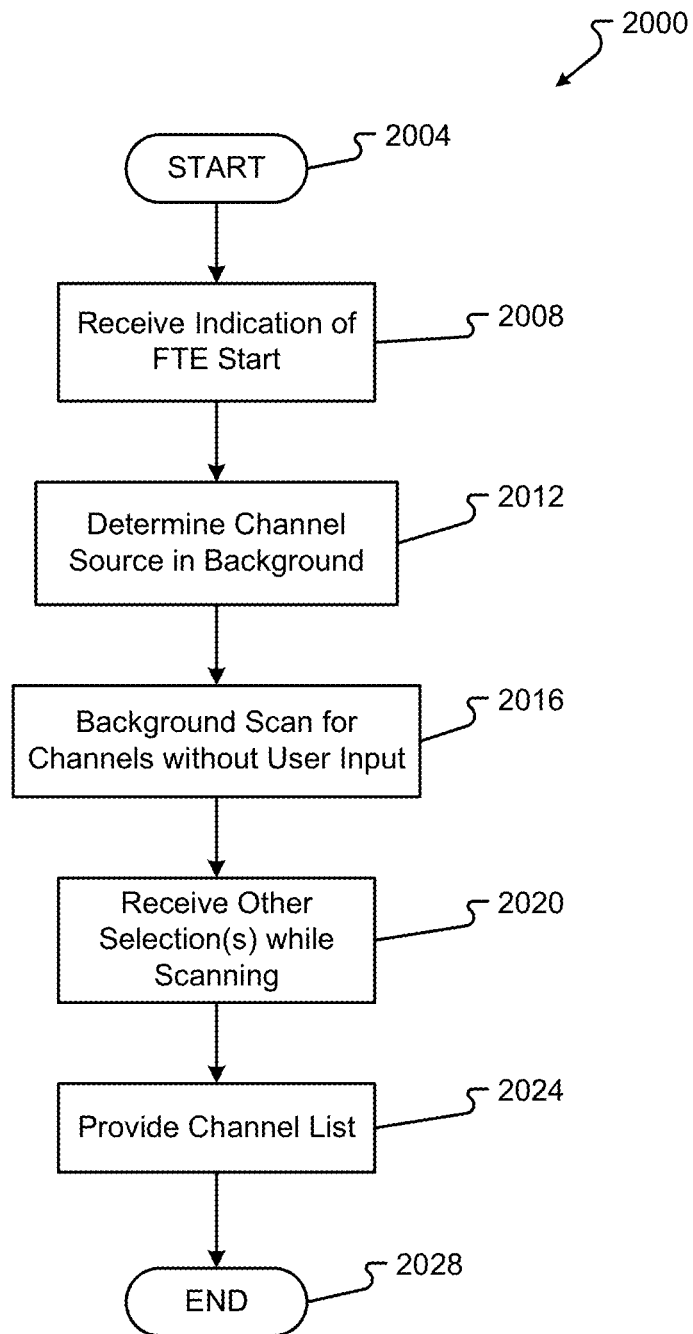 2000
START
2004
Receive Indication of
FTE Start
2008
Determine Channel
Source in Background
2012
Background Scan for
Channels without User Input
2016
Receive Other
Selection(s) while
Scanning
2020
Provide Channel List
2024
END
2028